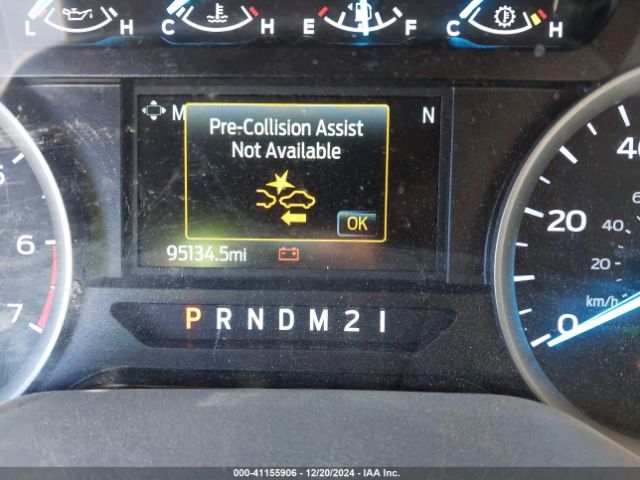 L H C H E F C H
M
N
Pre-Collision Assist
Not Available
OK
95134.5mi
6
7
P R N D M 2 I
40
20
0
40
20
km/h
000-41155906 - 12/20/2024 - IAA Inc.